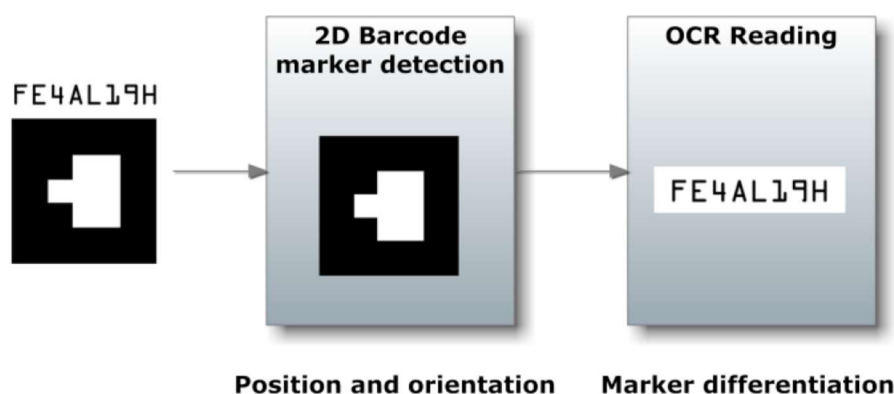 FE4AL19H
2D Barcode
marker detection
OCR Reading
FE4AL19H
Position and orientation
Marker differentiation